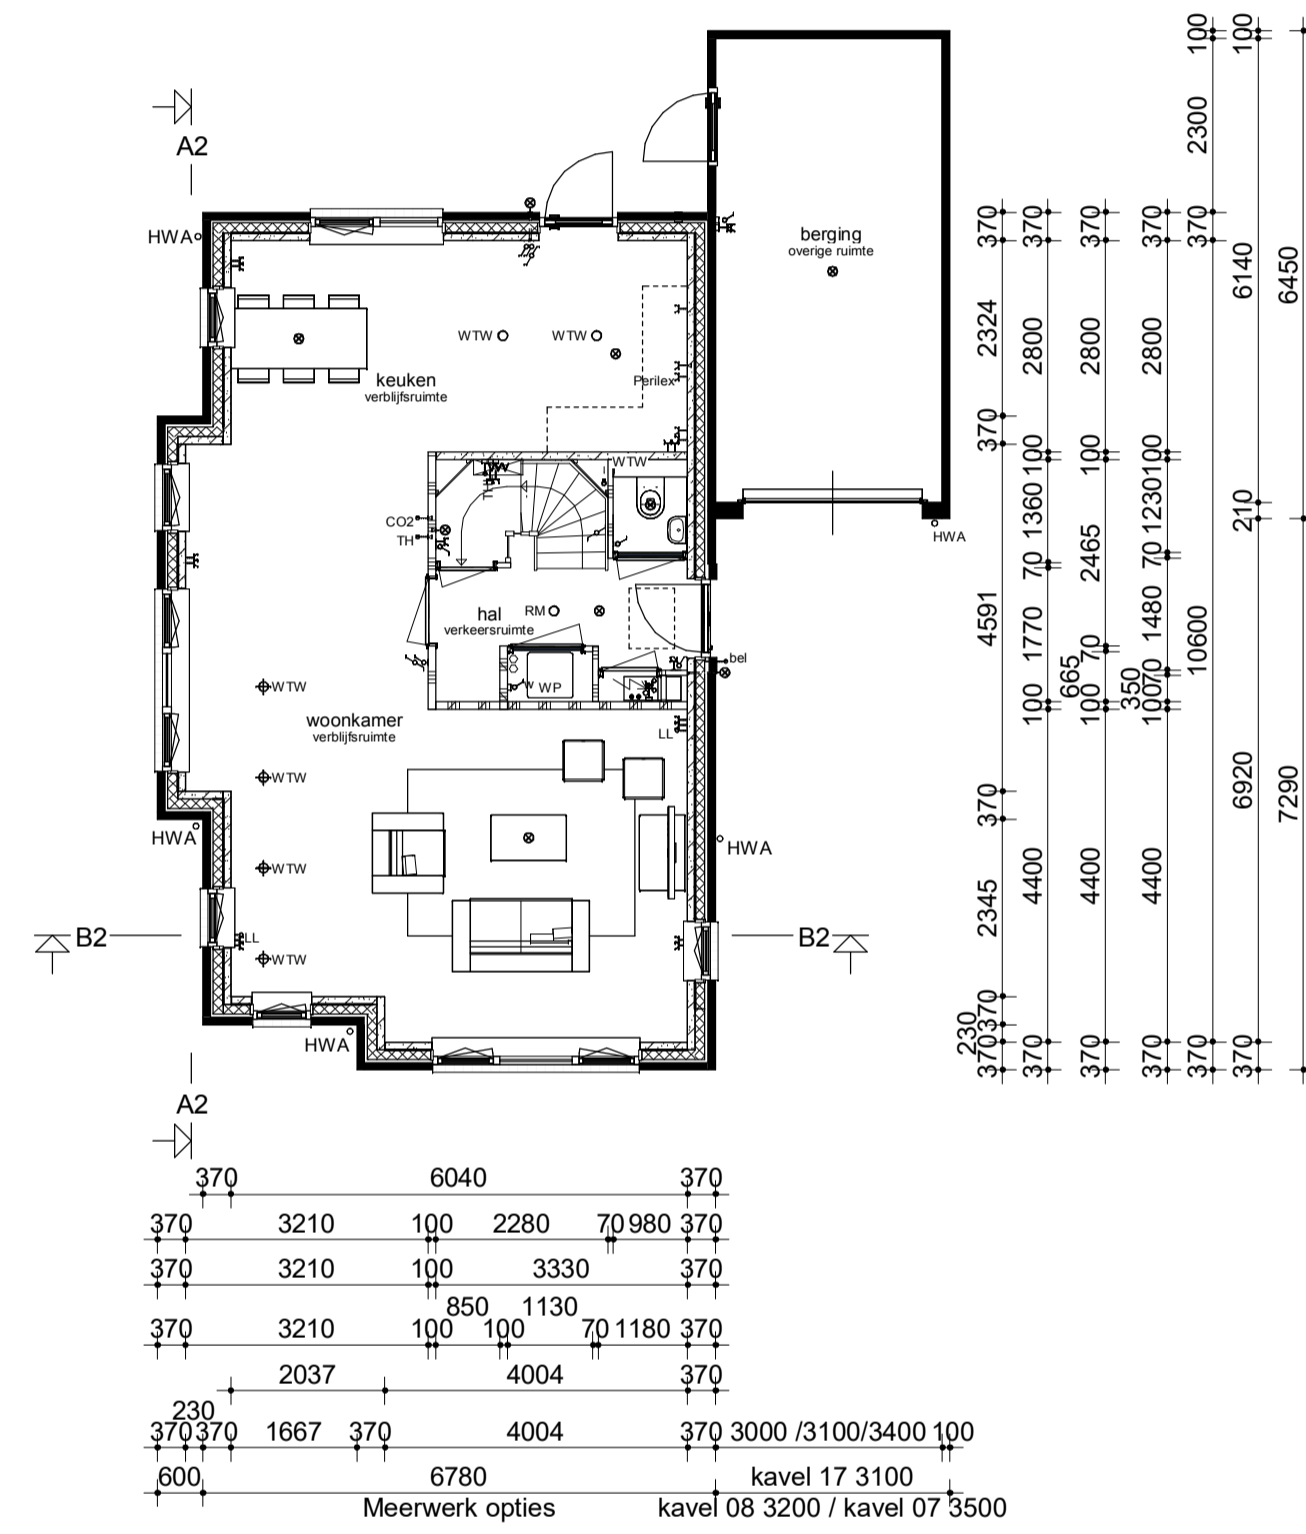 A2
HWA
berging
overige ruimte
WTW
WTW
keuken
verblijfsruimte
Perilex
WTW
TH
CO2
TH
HWA
hal
verkeersruimte
RM
bel
W
WP
WTW
woonkamer
verblijfsruimte
LL
WTW
HWA
HWA
WTW
B2
LL
B2
WTW
HWA
A2
370
2324
370
4591
370
2345
370
230
370
370
2800
100
1360
70
1770
100
4400
370
665
370
2800
100
2465
70
100
4400
370
350
370
2800
100
1230
70
1480
70
100
4400
370
100
2300
370
10600
370
100
6140
210
6920
370
6450
7290
370 6040 370
370 3210 100 2280 70 980 370
370 3210 100 3330 370
850 1130
370 3210 100 100 70 1180 370
2037 4004 370
230
370 370 1667 370 4004 370 3000 /3100/3400 100
600 6780 kavel 17 3100
Meerwerk opties kavel 08 3200 / kavel 07 3500